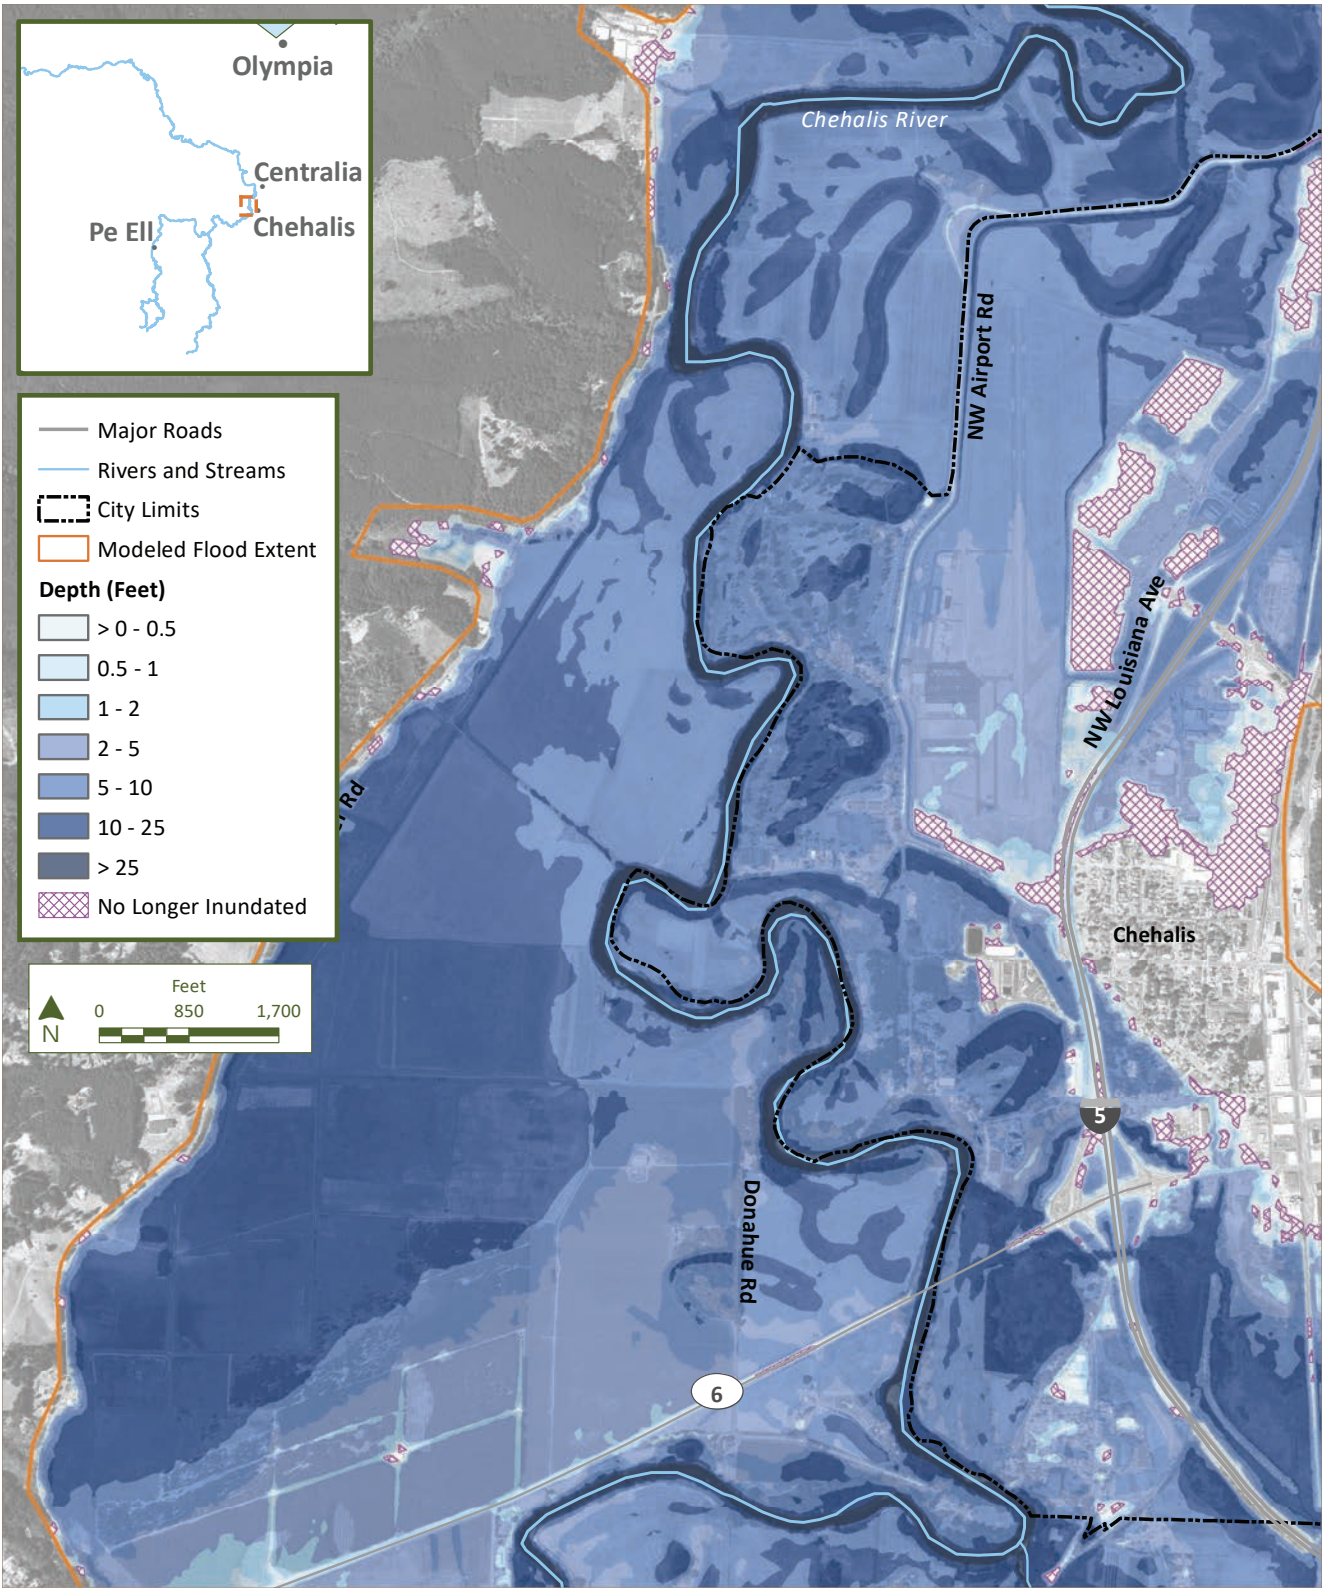 Olympia
Centralia
Pe Ell
Chehalis
Major Roads
Rivers and Streams
City Limits
Modeled Flood Extent
Depth (Feet)
> 0 - 0.5
0.5 - 1
1 - 2
2 - 5
5 - 10
10 - 25
> 25
No Longer Inundated
Feet
0 850 1,700
N
Chehalis River
NW Airport Rd
NW Louisiana Ave
Rd
Chehalis
5
Donahue Rd
6